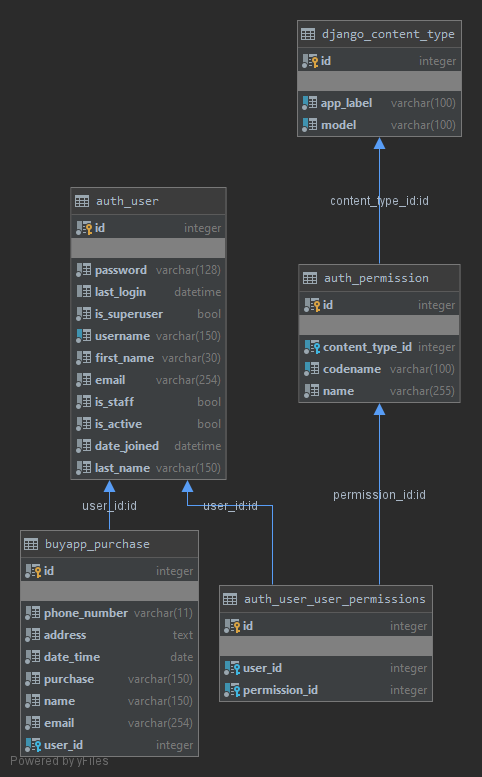 django_content_type
id integer
app_label varchar(100)
model varchar(100)
content_type_id:id
auth_user
id integer
password varchar(128)
last_login datetime
is_superuser bool
username varchar(150)
first_name varchar(30)
email varchar(254)
is_staff bool
is_active bool
date_joined datetime
last_name varchar(150)
auth_permission
id integer
content_type_id integer
codename varchar(100)
name varchar(255)
permission_id:id
user_id:id
user_id:id
buyapp_purchase
id integer
phone_number varchar(11)
address text
date_time date
purchase varchar(150)
name varchar(150)
email varchar(254)
user_id integer
auth_user_user_permissions
id integer
user_id integer
permission_id integer
Powered by yFiles